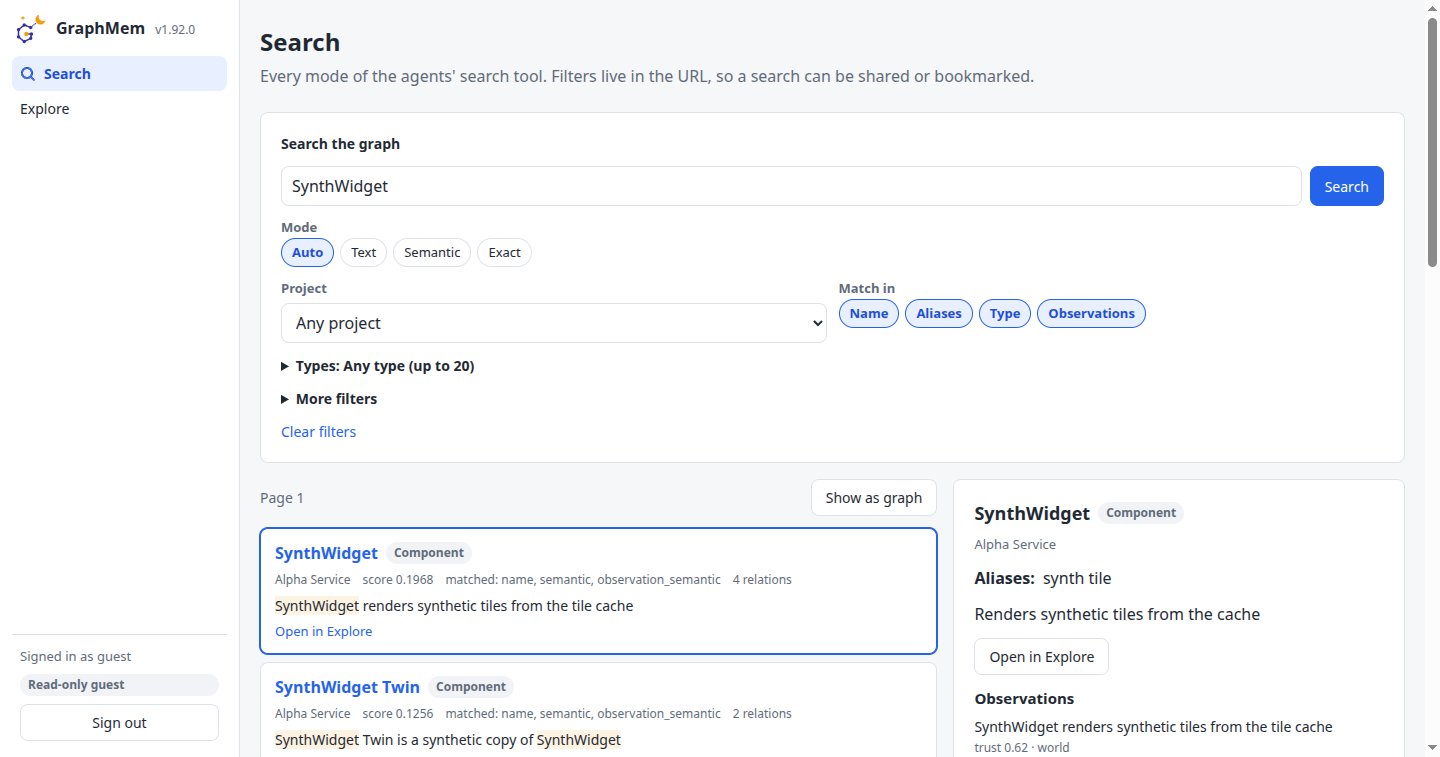 GraphMem v1.92.0
Search
Explore
Signed in as guest
Read-only guest
Sign out
Search
Every mode of the agents' search tool. Filters live in the URL, so a search can be shared or bookmarked.
Search the graph
SynthWidget
Search
Mode
Auto Text Semantic Exact
Project
Any project
Match in
Name Aliases Type Observations
Types: Any type (up to 20)
More filters
Clear filters
Page 1
Show as graph
SynthWidget Component
Alpha Service score 0.1968 matched: name, semantic, observation_semantic 4 relations
SynthWidget renders synthetic tiles from the tile cache
Open in Explore
SynthWidget Twin Component
Alpha Service score 0.1256 matched: name, semantic, observation_semantic 2 relations
SynthWidget Twin is a synthetic copy of SynthWidget
SynthWidget Component
Alpha Service
Aliases: synth tile
Renders synthetic tiles from the cache
Open in Explore
Observations
SynthWidget renders synthetic tiles from the tile cache
trust 0.62 · world